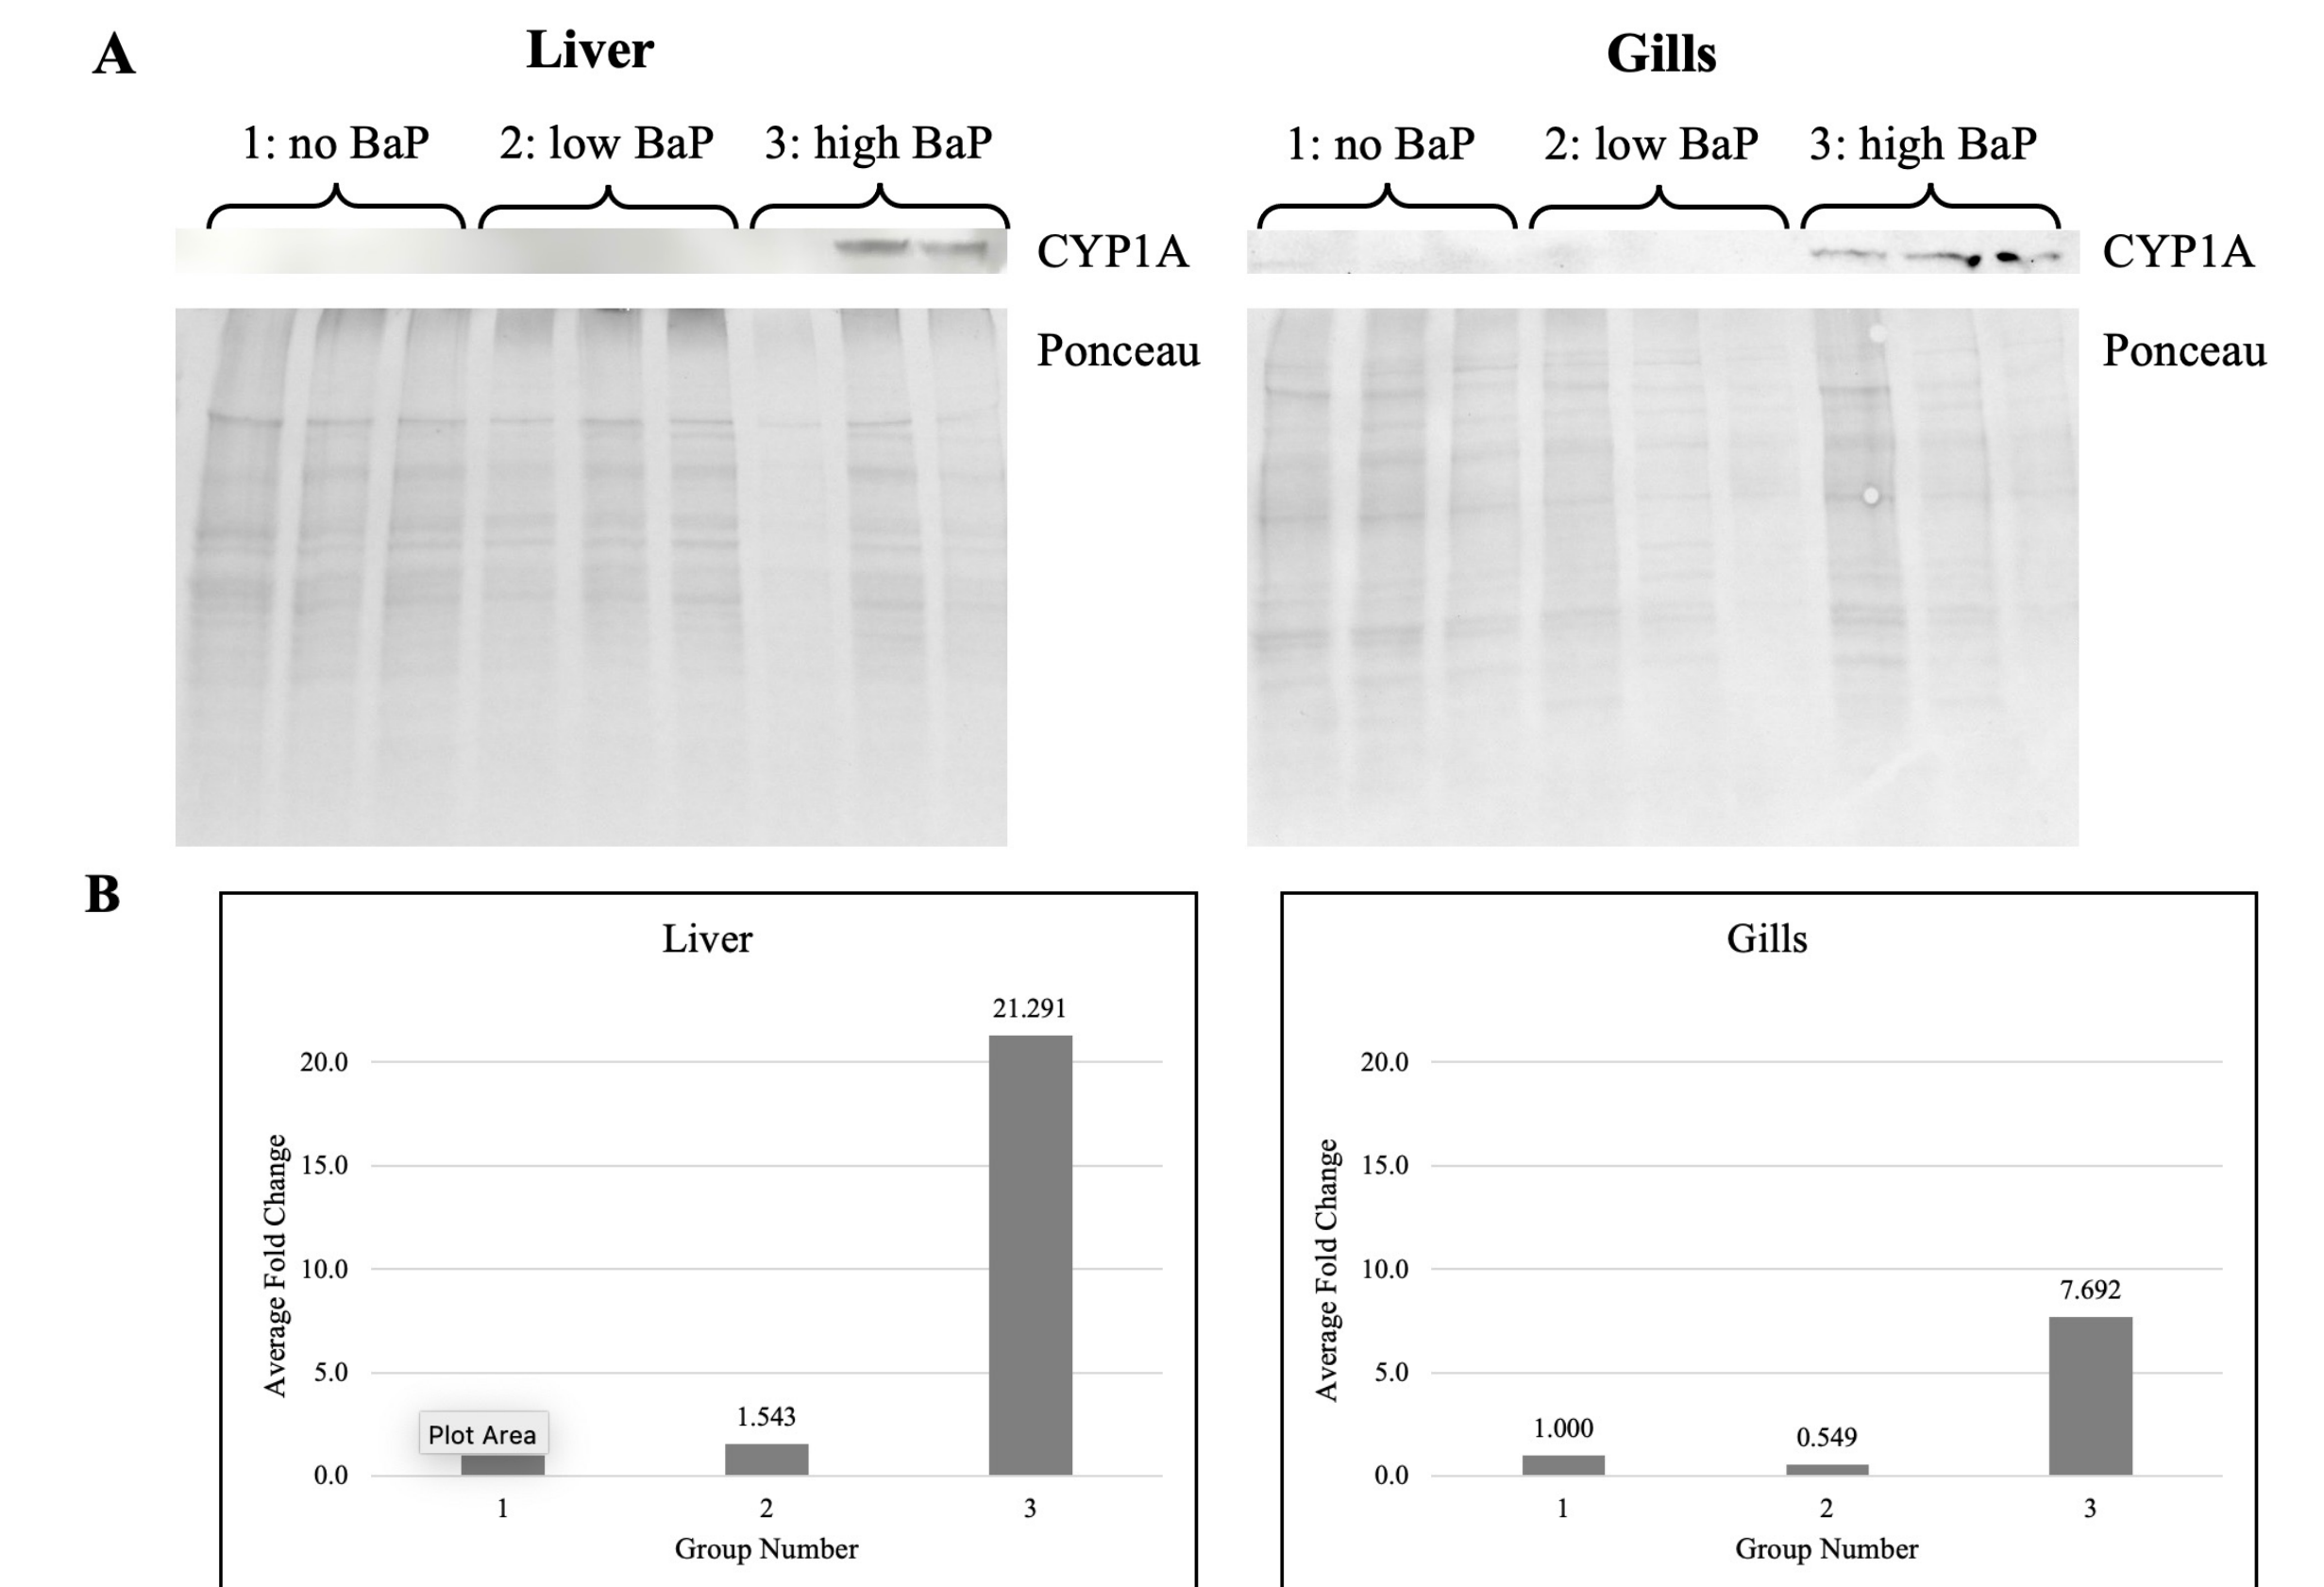 A
Liver
Gills
1: no BaP 2: low BaP 3: high BaP
1: no BaP 2: low BaP 3: high BaP
CYP1A
CYP1A
Ponceau
Ponceau
B
Liver
21.291
20.0
15.0
10.0
5.0
0.0
Average Fold Change
Plot Area
1.543
1 2 3
Group Number
Gills
20.0
15.0
10.0
5.0
0.0
Average Fold Change
1.000
0.549
7.692
1 2 3
Group Number